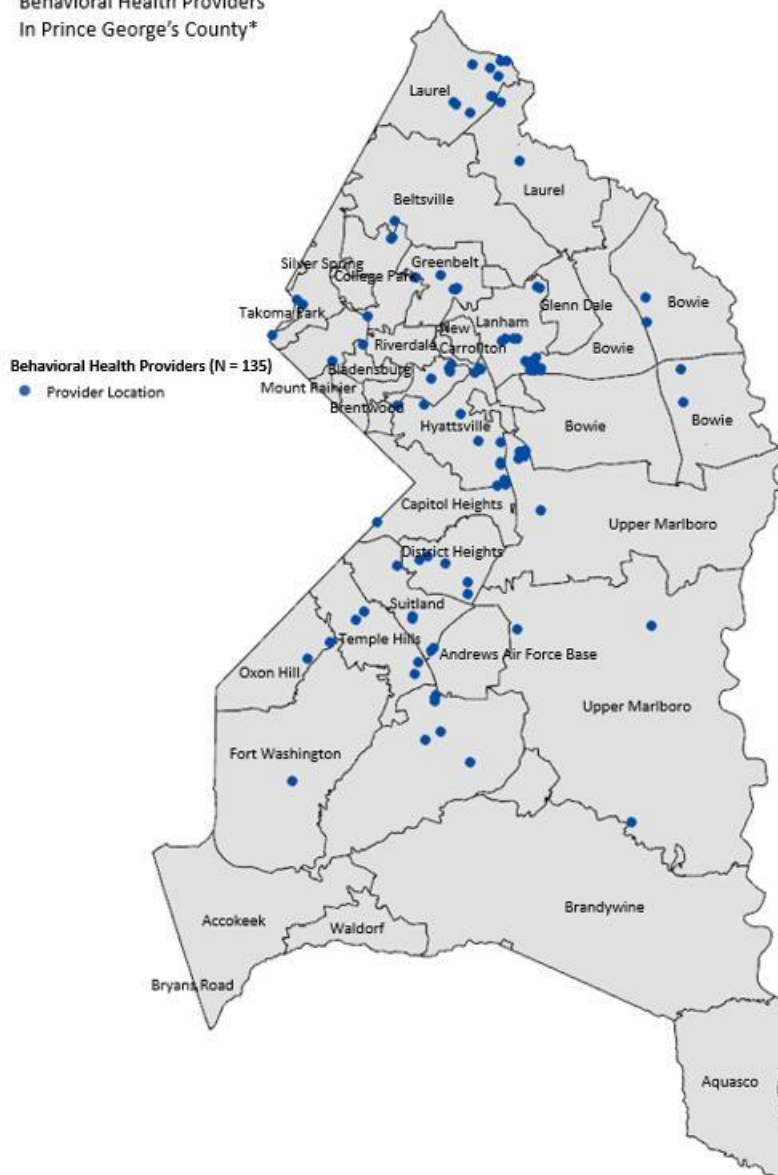 Behavioral Health Providers
In Prince George's County*
Laurel
Laurel
Beltsville
Silver Spring
Greenbelt
College Park
Glenn Dale
Bowie
Takoma Park
Lanham
New
Carrollton
Riverdale
Bowie
Behavioral Health Providers (N = 135)
Bladensburg
Provider Location
Mount Rainier
Brentwood
Bowie
Hyattsville
Bowie
Capitol Heights
Upper Marlboro
District Heights
Suitland
Temple Hills
Andrews Air Force Base
Oxon Hill
Upper Marlboro
Fort Washington
Brandywine
Accokeek
Waldorf
Bryans Road
Aquasco